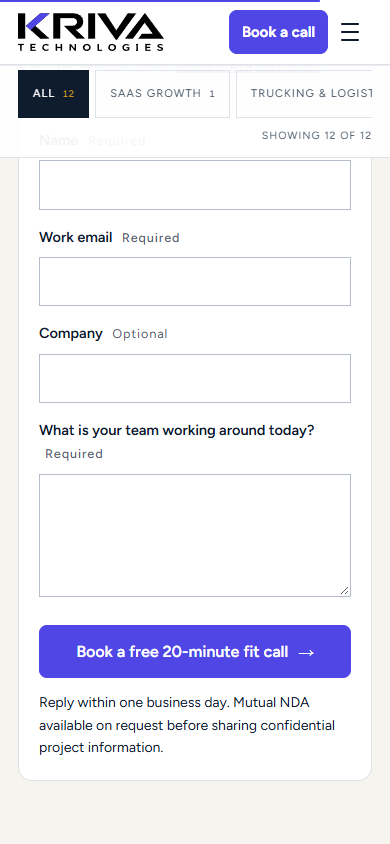 KRIVA
TECHNOLOGIES
Book a call
ALL 12
SAAS GROWTH 1
TRUCKING & LOGIST
SHOWING 12 OF 12
Name Required
Work email Required
Company Optional
What is your team working around today?
Required
Book a free 20-minute fit call →
Reply within one business day. Mutual NDA
available on request before sharing confidential
project information.